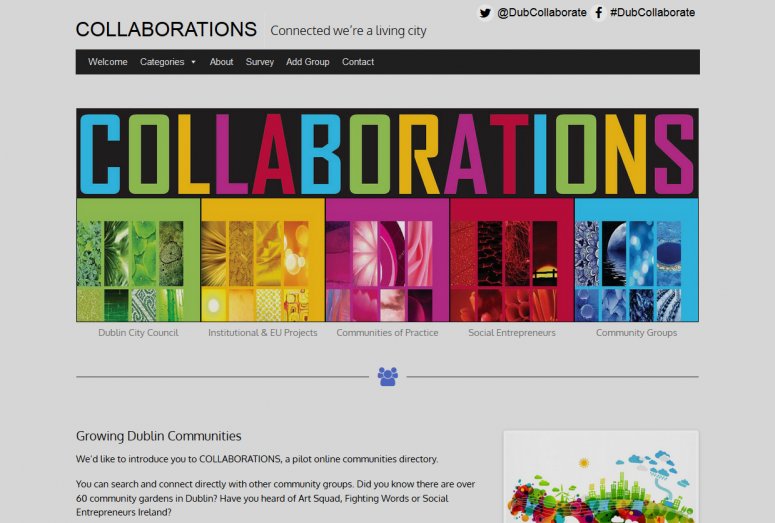 @DubCollaborate #DubCollaborate
COLLABORATIONS Connected we're a living city
Welcome Categories About Survey Add Group Contact
COLLABORATIONS
Dublin City Council Institutional & EU Projects Communities of Practice Social Entrepreneurs Community Groups
Growing Dublin Communities
We'd like to introduce you to COLLABORATIONS, a pilot online communities directory.
You can search and connect directly with other community groups. Did you know there are over
60 community gardens in Dublin? Have you heard of Art Squad, Fighting Words or Social
Entrepreneurs Ireland?